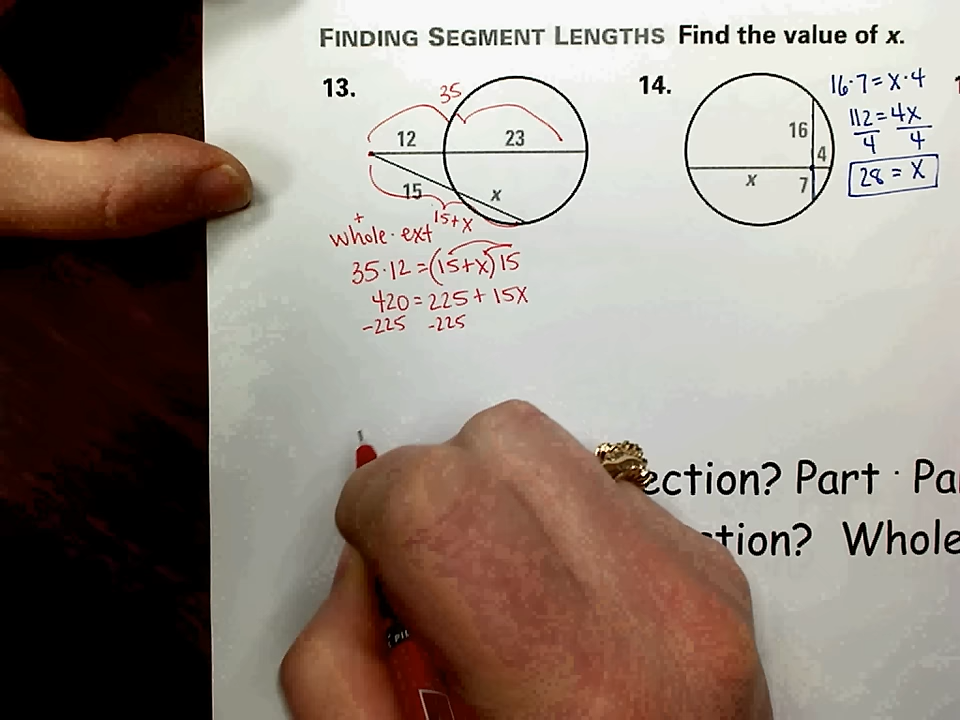 FINDING SEGMENT LENGTHS Find the value of x.
13.
35
12
23
15
x
15+x
+
whole · ext
35·12=(15+x)15
420=225+15x
-225 -225
14.
16
4
x
7
16·7=x·4
112=4x
4 4
28=x
ection? Part · Pa
tion? Whole
PIL